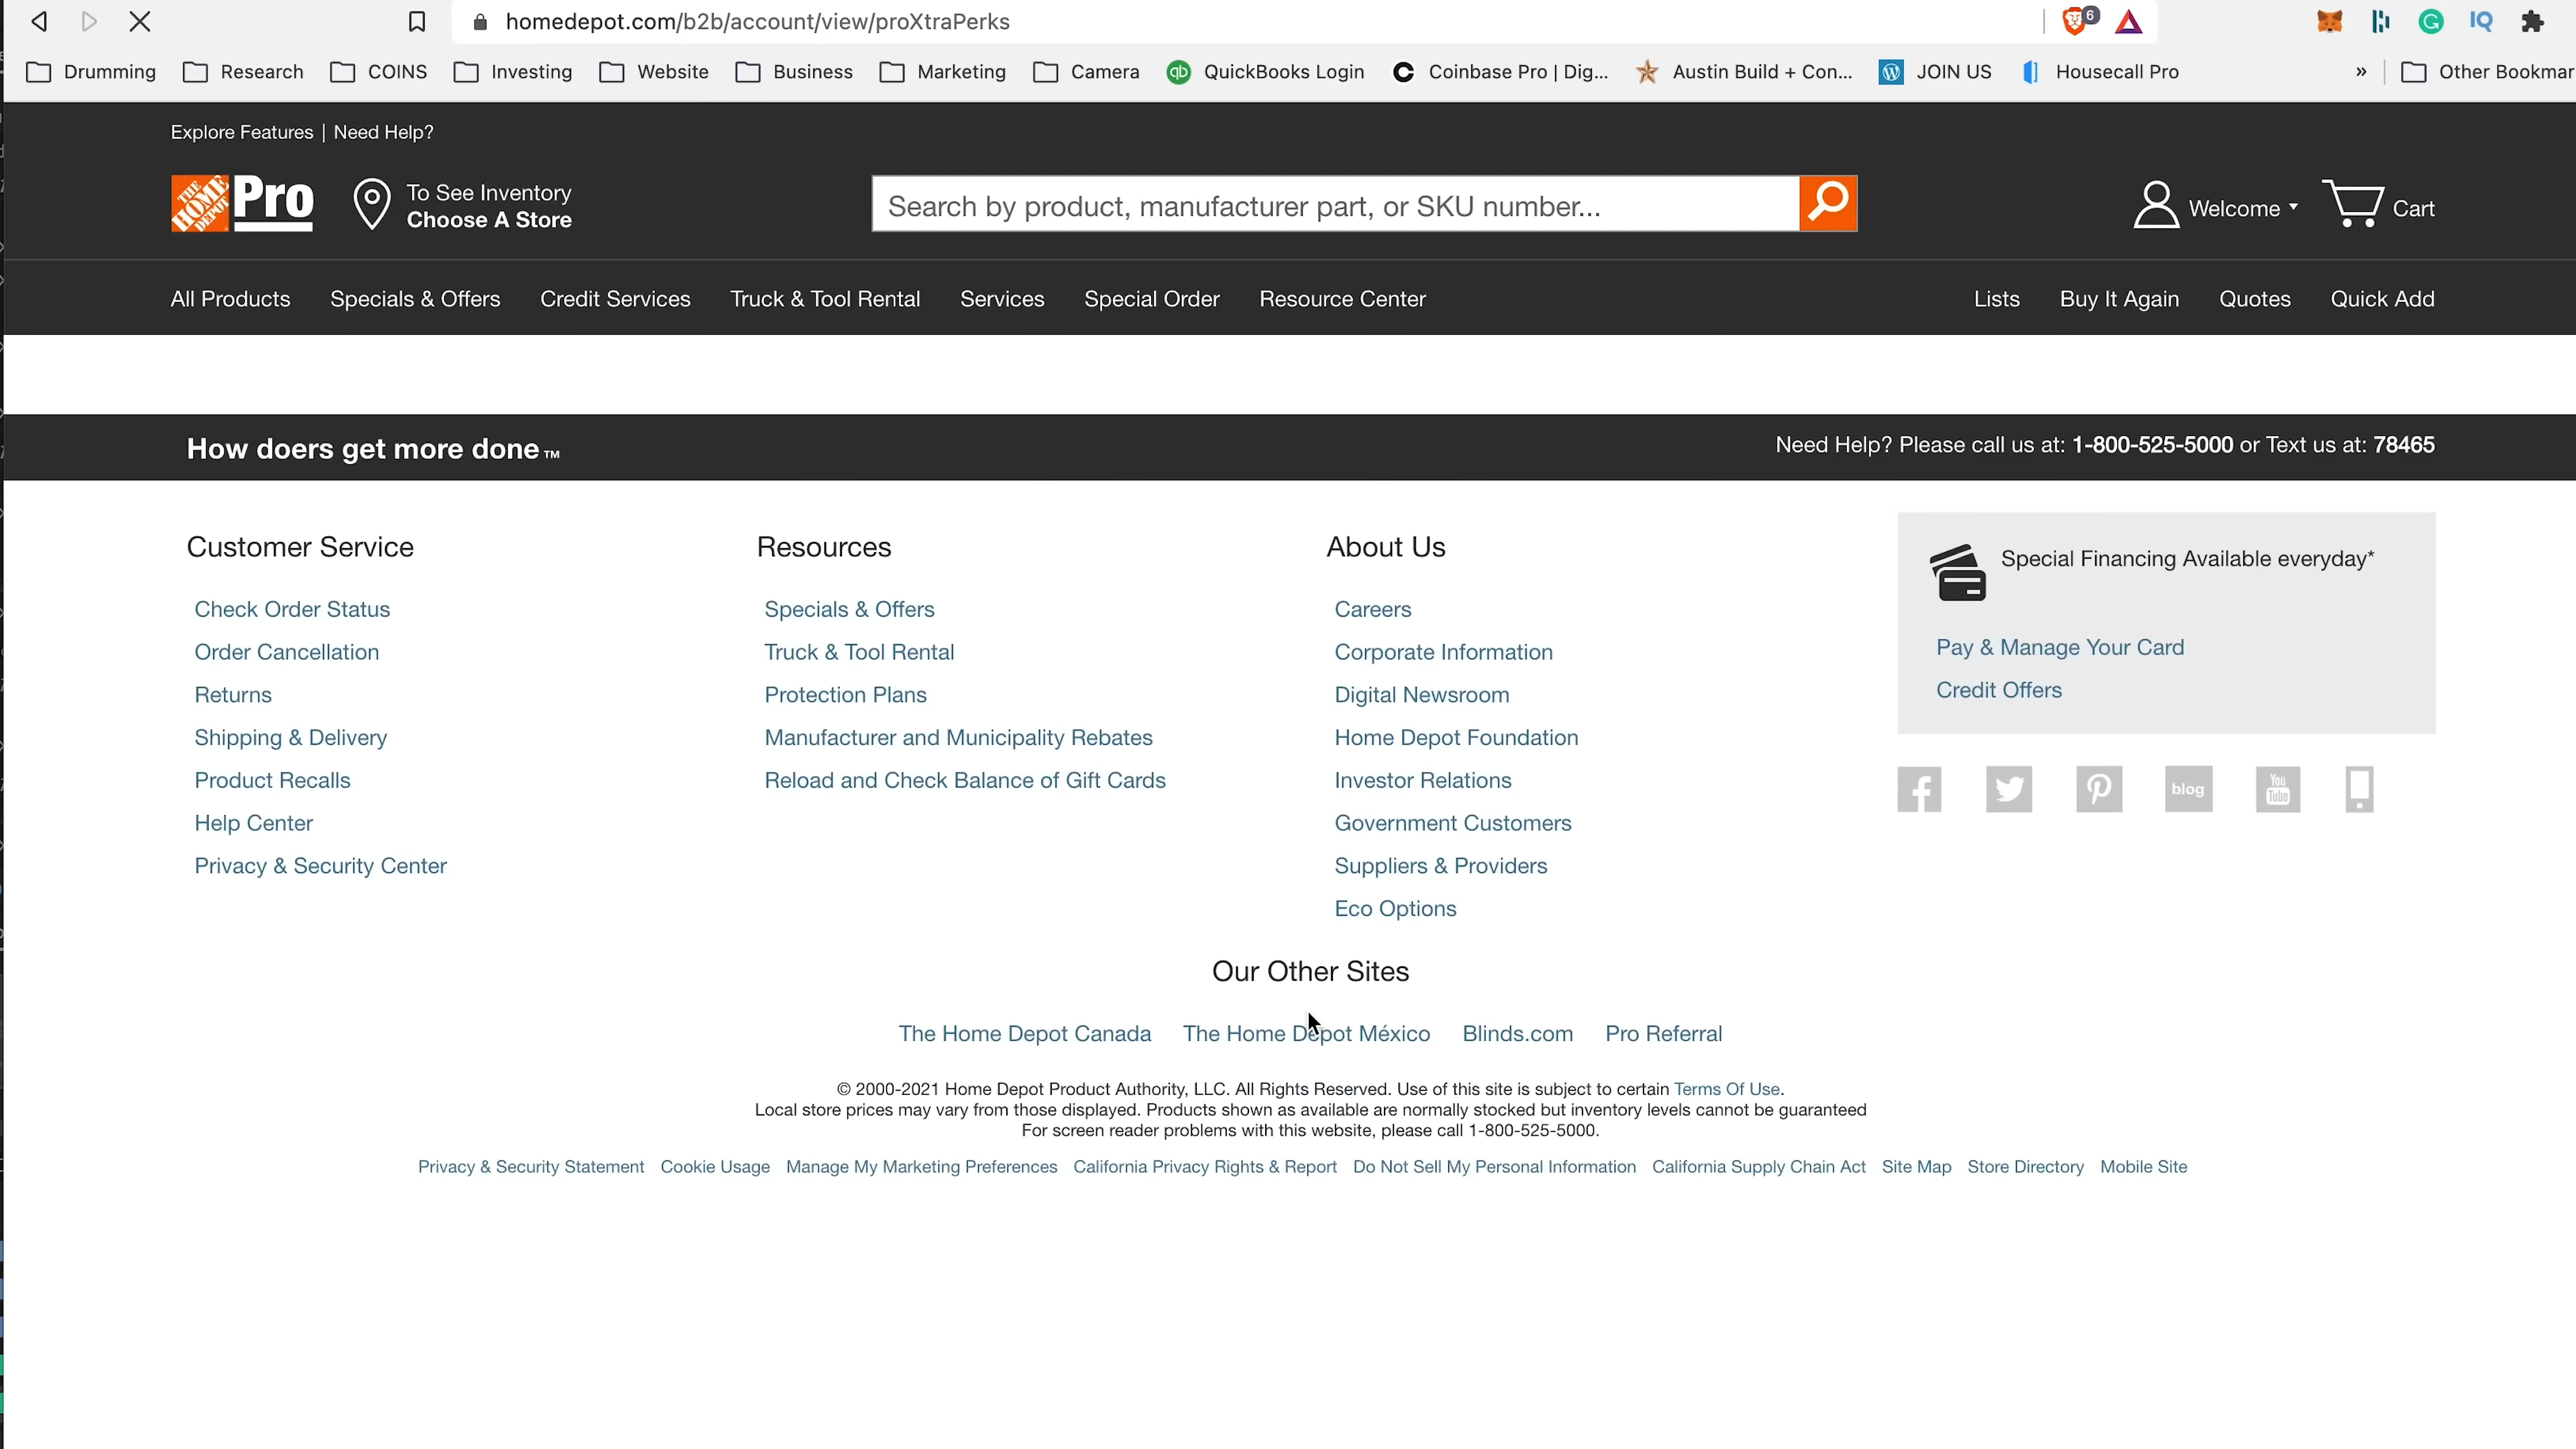 homedepot.com/b2b/account/view/proXtraPerks
6
Drumming Research COINS Investing Website Business Marketing Camera QuickBooks Login Coinbase Pro | Dig... Austin Build + Con... JOIN US Housecall Pro » Other Bookmar
Explore Features | Need Help?
THE HOME DEPOT Pro
To See Inventory
Choose A Store
Search by product, manufacturer part, or SKU number...
Welcome
Cart
All Products Specials & Offers Credit Services Truck & Tool Rental Services Special Order Resource Center Lists Buy It Again Quotes Quick Add
How doers get more done™
Need Help? Please call us at: 1-800-525-5000 or Text us at: 78465
Customer Service
Check Order Status
Order Cancellation
Returns
Shipping & Delivery
Product Recalls
Help Center
Privacy & Security Center
Resources
Specials & Offers
Truck & Tool Rental
Protection Plans
Manufacturer and Municipality Rebates
Reload and Check Balance of Gift Cards
About Us
Careers
Corporate Information
Digital Newsroom
Home Depot Foundation
Investor Relations
Government Customers
Suppliers & Providers
Eco Options
Special Financing Available everyday*
Pay & Manage Your Card
Credit Offers
blog
You Tube
Our Other Sites
The Home Depot Canada The Home Depot México Blinds.com Pro Referral
© 2000-2021 Home Depot Product Authority, LLC. All Rights Reserved. Use of this site is subject to certain Terms Of Use.
Local store prices may vary from those displayed. Products shown as available are normally stocked but inventory levels cannot be guaranteed
For screen reader problems with this website, please call 1-800-525-5000.
Privacy & Security Statement Cookie Usage Manage My Marketing Preferences California Privacy Rights & Report Do Not Sell My Personal Information California Supply Chain Act Site Map Store Directory Mobile Site